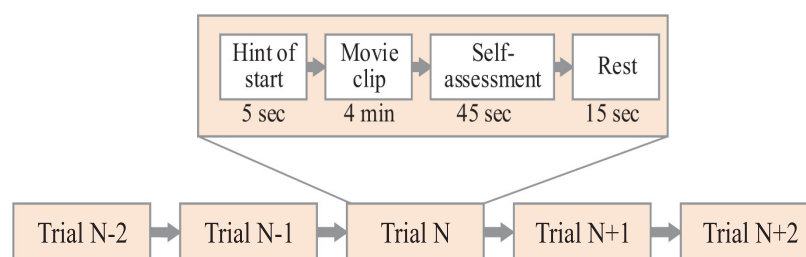 Hint of
start
Movie
clip
Self-
assessment
Rest
5 sec
4 min
45 sec
15 sec
Trial N-2
Trial N-1
Trial N
Trial N+1
Trial N+2